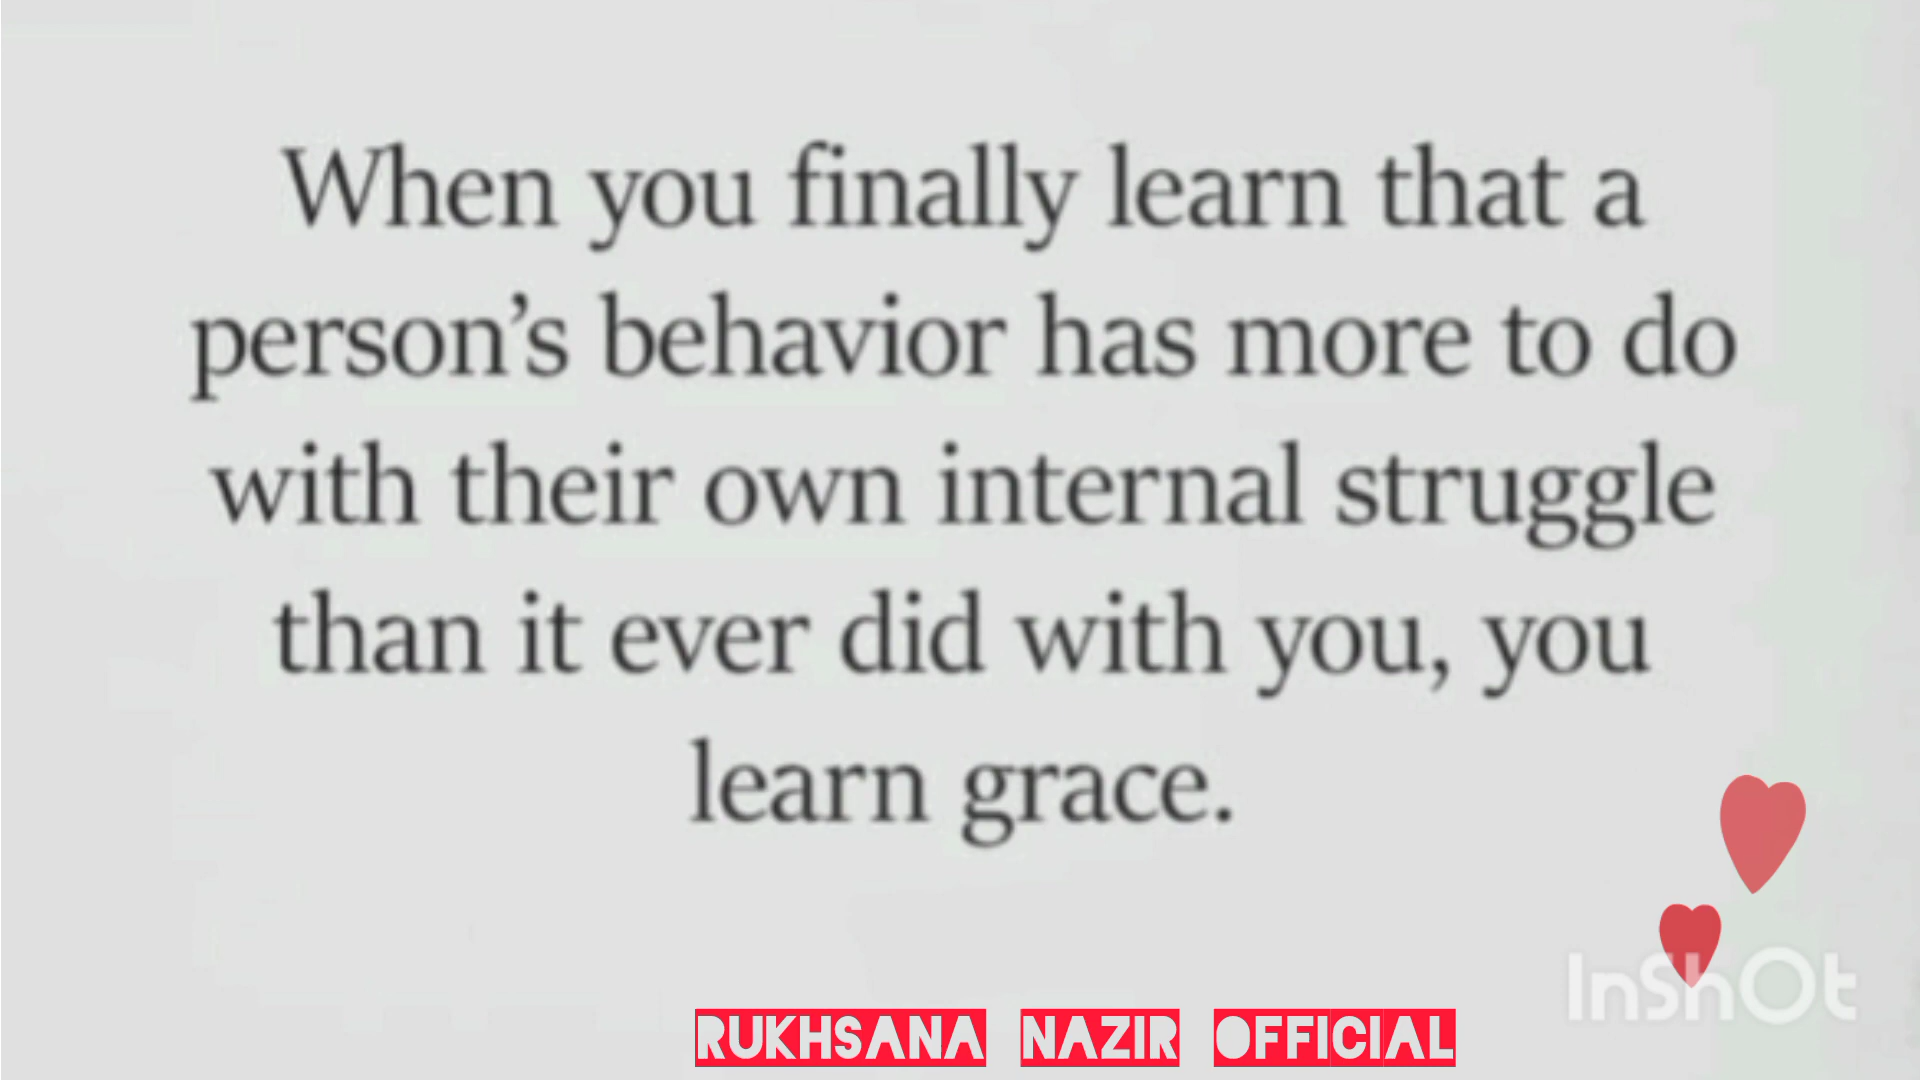 When you finally learn that a
person’s behavior has more to do
with their own internal struggle
than it ever did with you, you
learn grace.
InShOt
RUKHSANA NAZIR OFFICIAL